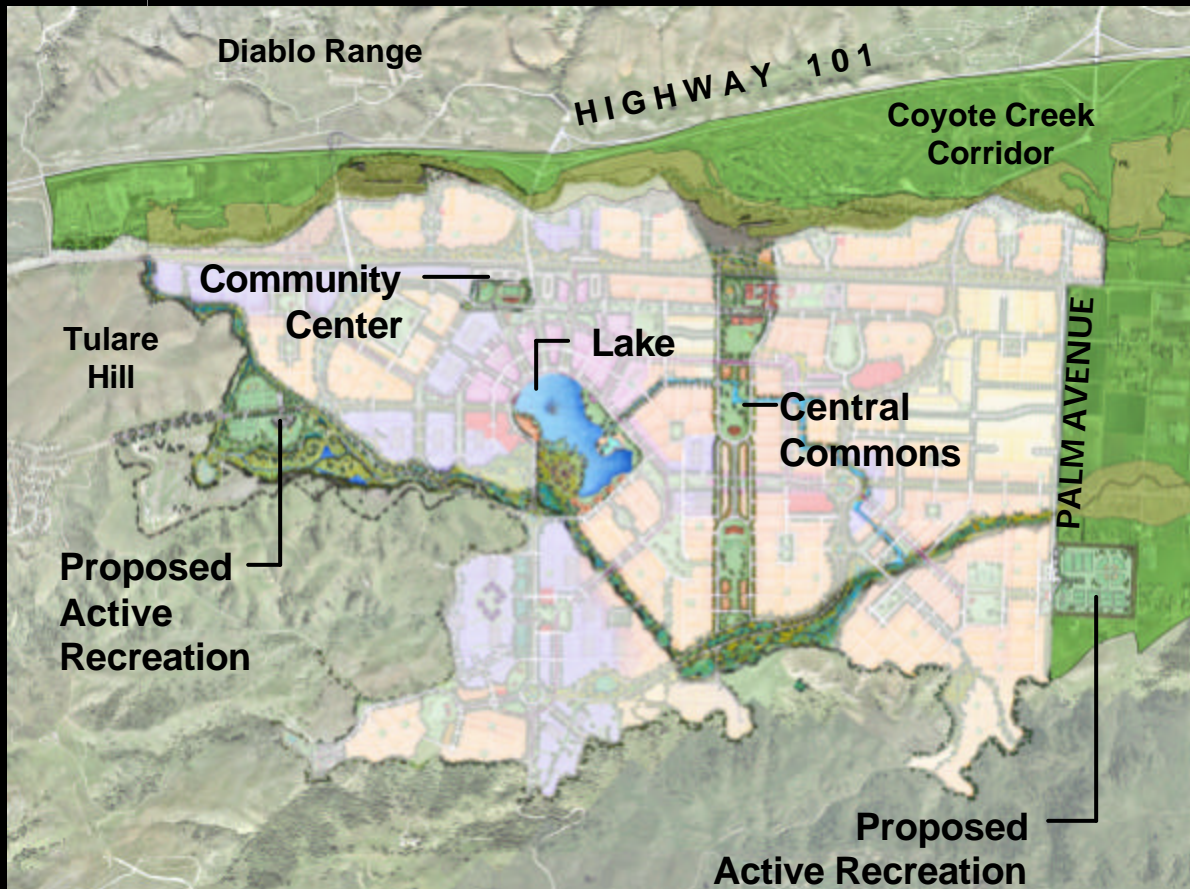 Diablo Range
HIGHWAY 101
Coyote Creek
Corridor
Community
Center
Tulare
Hill
Lake
PALM AVENUE
Central
Commons
Proposed
Active
Recreation
Proposed
Active Recreation